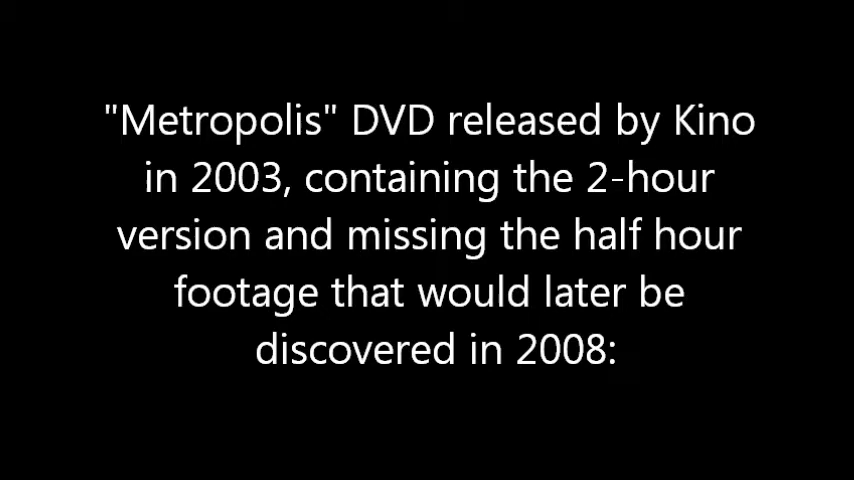 "Metropolis" DVD released by Kino
in 2003, containing the 2-hour
version and missing the half hour
footage that would later be
discovered in 2008: